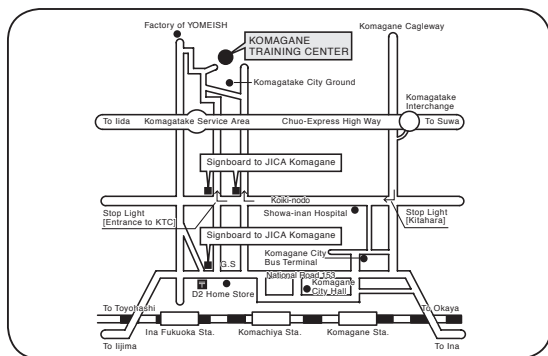 Factory of YOMEISH
Komagane Cagleway
KOMAGANE
TRAINING CENTER
Komagatake City Ground
Komagatake
Interchange
To Iida
Komagatake Service Area
Chuo-Express High Way
To Suwa
Signboard to JICA Komagane
Koiki-nodo
Stop Light
[Entrance to KTC]
Showa-inan Hospital
Stop Light
[Kitahara]
Signboard to JICA Komagane
Komagane City
Bus Terminal
G.S
National Road 153
D2 Home Store
Komagane
City Hall
To Toyohashi
To Okaya
Ina Fukuoka Sta.
Komachiya Sta.
Komagane Sta.
To Iijima
To Ina